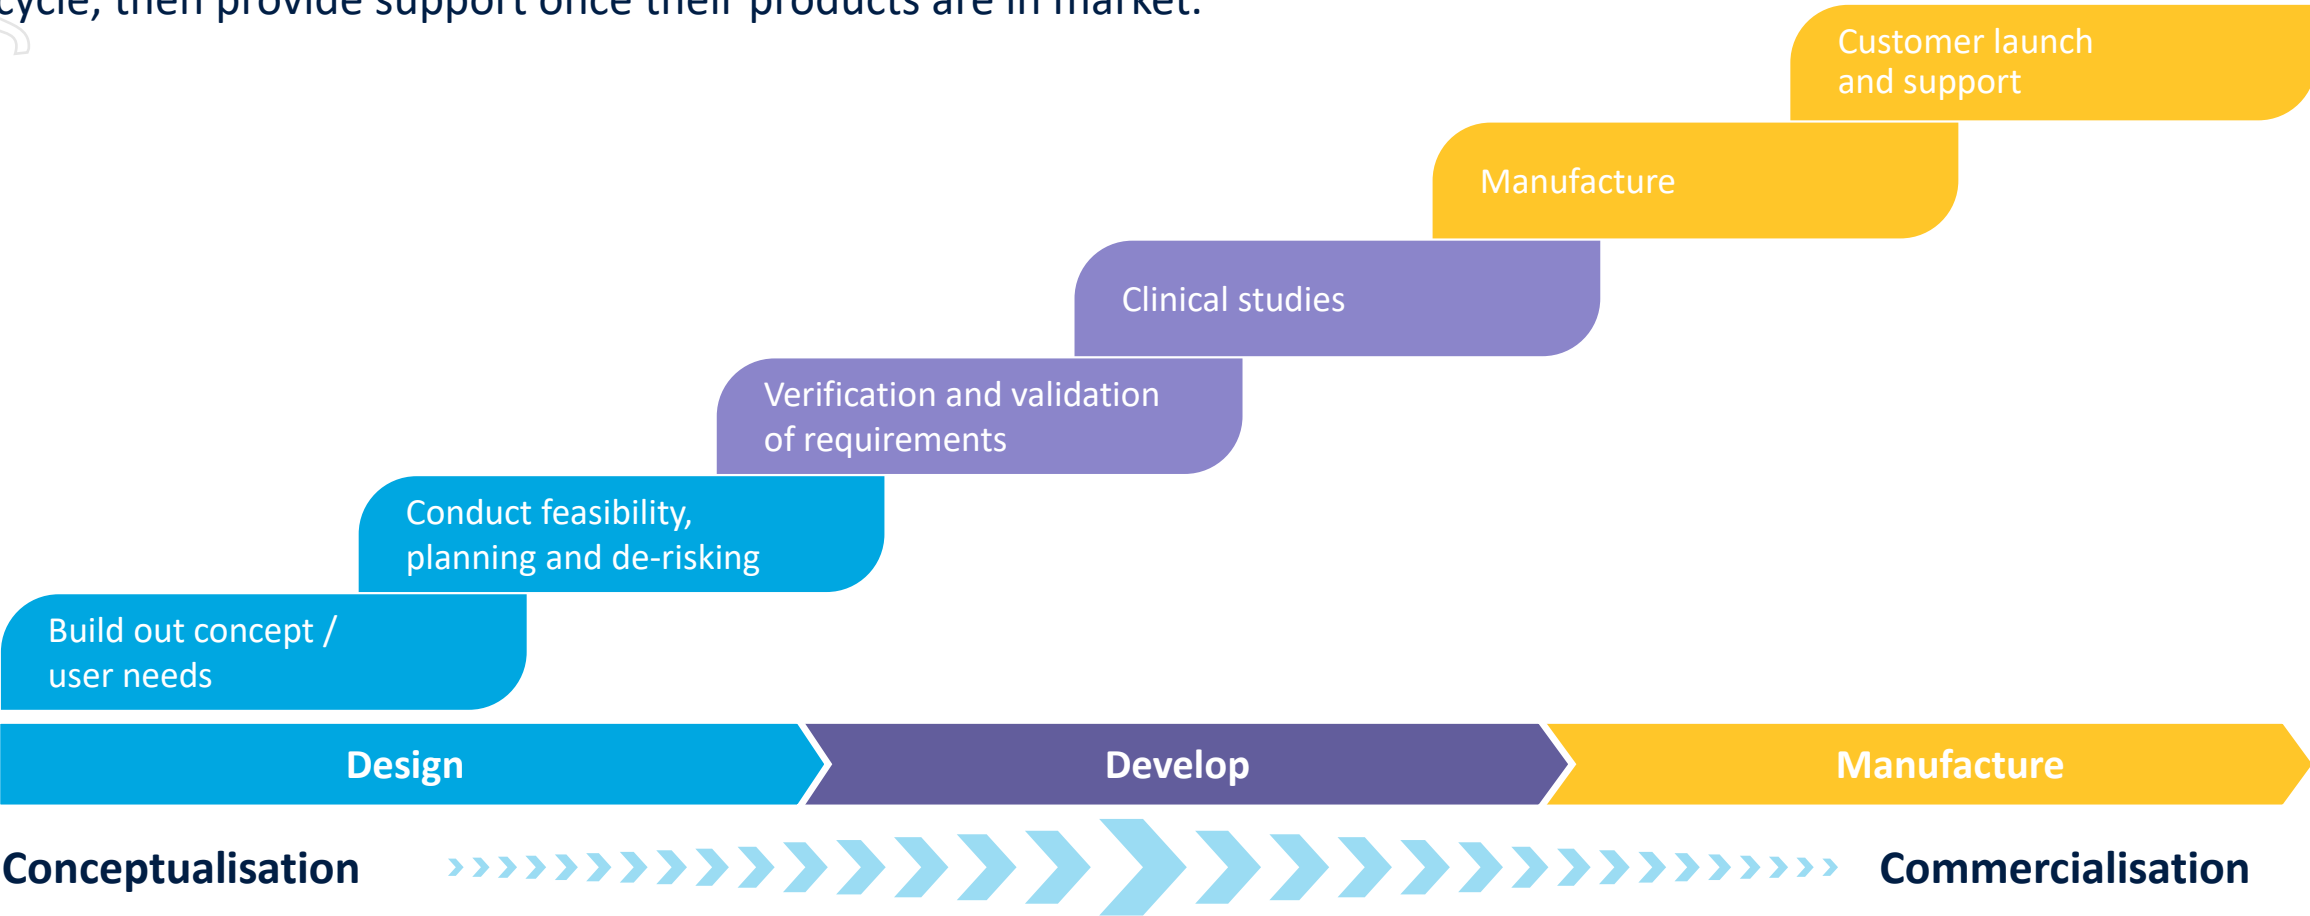 cycle, then provide support once their products are in market.
Customer launch
and support
Manufacture
Clinical studies
Verification and validation
of requirements
Conduct feasibility,
planning and de-risking
Build out concept /
user needs
Design
Develop
Manufacture
Conceptualisation
Commercialisation